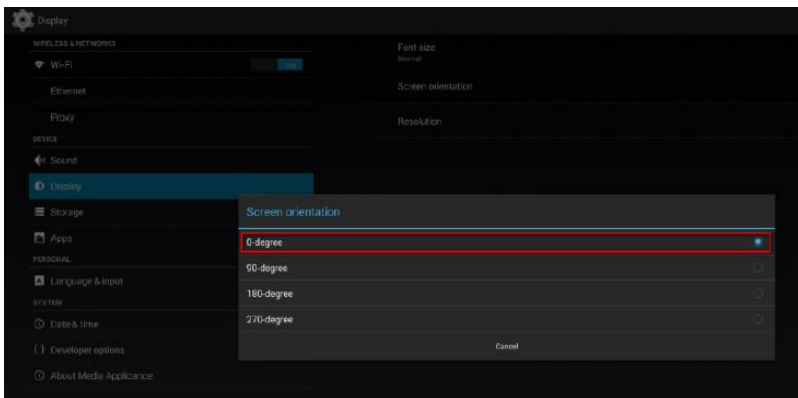 Display
WIRELESS & NETWORKS
Wi-Fi
ON
Ethernet
Proxy
DEVICE
Sound
Display
Storage
Apps
PERSONAL
Language & input
SYSTEM
Date & time
Developer options
About Media Applicance
Font size
Normal
Screen orientation
Resolution
Screen orientation
0-degree
90-degree
180-degree
270-degree
Cancel